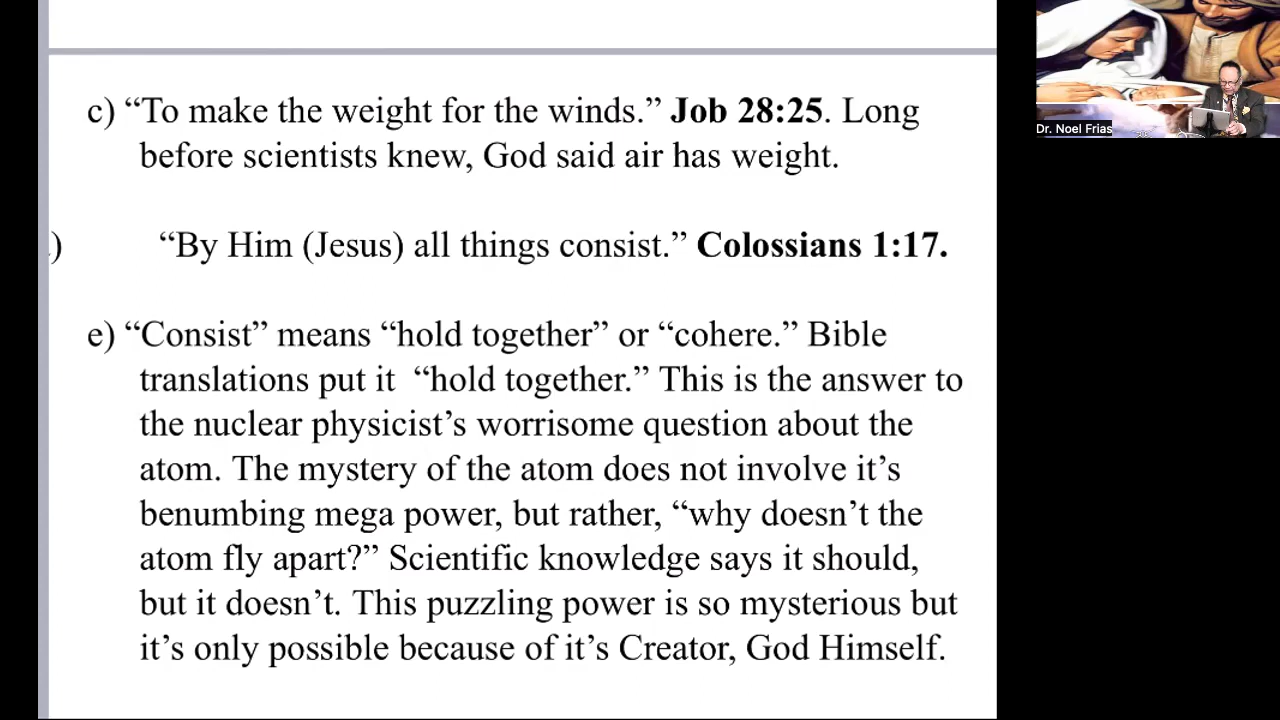 c) “To make the weight for the winds.” Job 28:25. Long
before scientists knew, God said air has weight.
) “By Him (Jesus) all things consist.” Colossians 1:17.
e) “Consist” means “hold together” or “cohere.” Bible
translations put it “hold together.” This is the answer to
the nuclear physicist’s worrisome question about the
atom. The mystery of the atom does not involve it’s
benumbing mega power, but rather, “why doesn’t the
atom fly apart?” Scientific knowledge says it should,
but it doesn’t. This puzzling power is so mysterious but
it’s only possible because of it’s Creator, God Himself.
Dr. Noel Frias